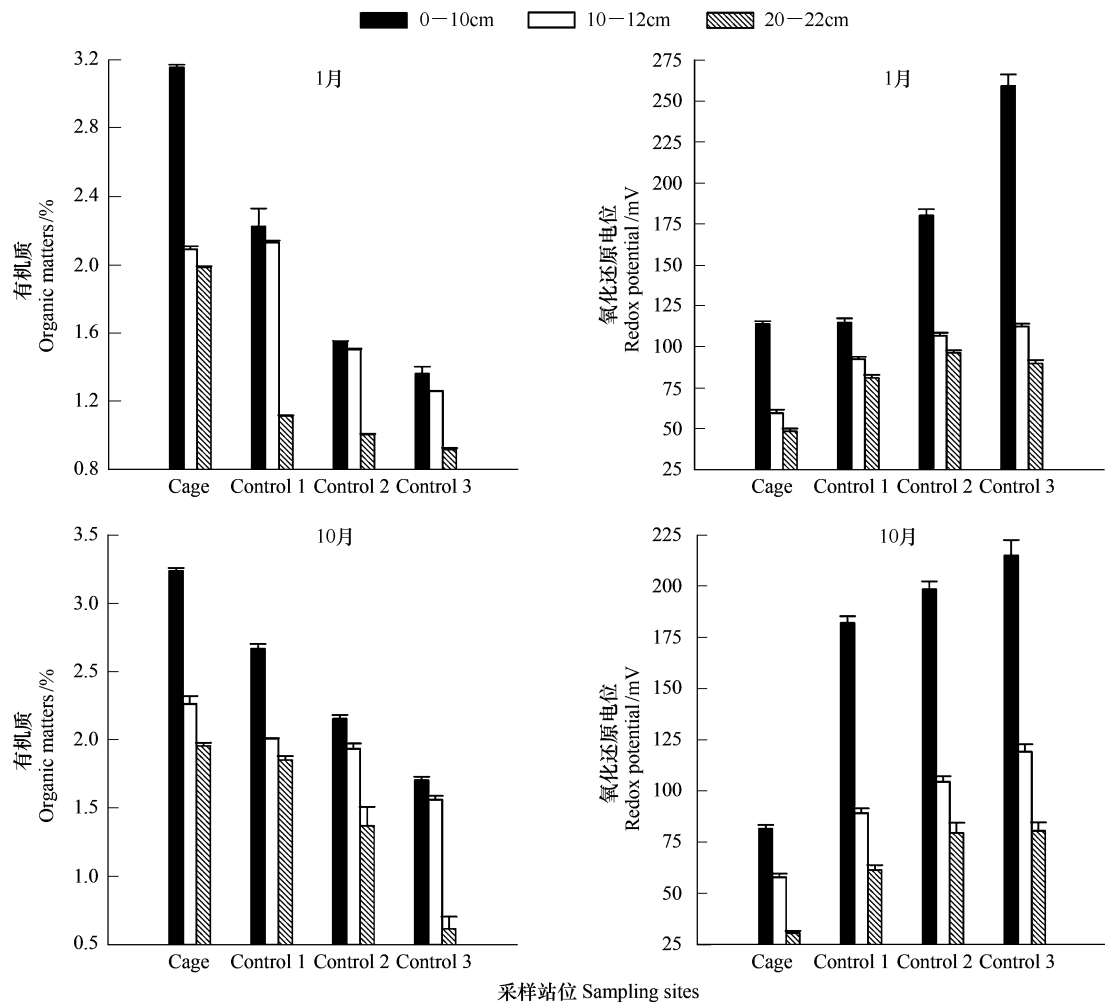 0－10cm 10－12cm 20－22cm
1月
有机质
Organic matters/%
3.2
2.8
2.4
2.0
1.6
1.2
0.8
Cage Control 1 Control 2 Control 3
1月
氧化还原电位
Redox potential/mV
275
250
225
200
175
150
125
100
75
50
25
Cage Control 1 Control 2 Control 3
10月
有机质
Organic matters/%
3.5
3.0
2.5
2.0
1.5
1.0
0.5
Cage Control 1 Control 2 Control 3
10月
氧化还原电位
Redox potential/mV
225
200
175
150
125
100
75
50
25
Cage Control 1 Control 2 Control 3
采样站位 Sampling sites